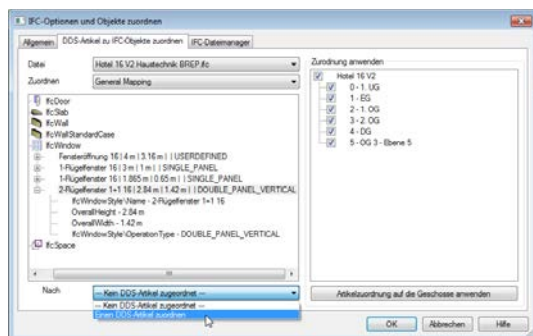 IFC-Optionen und Objekte zuordnen
Allgemein
DDS-Artikel zu IFC-Objekte zuordnen
IFC-Dateimanager
Datei
Hotel 16 V2 Haustechnik BREP.ifc
Zuordnen
General Mapping
IfcDoor
IfcSlab
IfcWall
IfcWallStandardCase
IfcWindow
Fensteröffnung 16 | 4 m | 3.16 m | | USERDEFINED
1-Flügelfenster 16 | 3 m | 1 m | | SINGLE_PANEL
1-Flügelfenster 16 | 1.865 m | 0.65 m | | SINGLE_PANEL
2-Flügelfenster 1+1 16 | 2.84 m | 1.42 m | | DOUBLE_PANEL_VERTICAL
IfcWindowStyle\Name - 2-Flügelfenster 1+1 16
OverallHeight - 2.84 m
OverallWidth - 1.42 m
IfcWindowStyle\OperationType - DOUBLE_PANEL_VERTICAL
IfcSpace
Nach
--- Kein DDS-Artikel zugeordnet ---
--- Kein DDS-Artikel zugeordnet ---
Einen DDS-Artikel zuordnen
Zurodnung anwenden
Hotel 16 V2
0 - 1. UG
1 - EG
2 - 1. OG
3 - 2. OG
4 - DG
5 - OG 3 - Ebene 5
Artikelzuordnung auf die Geschosse anwenden
OK
Abbrechen
Hilfe